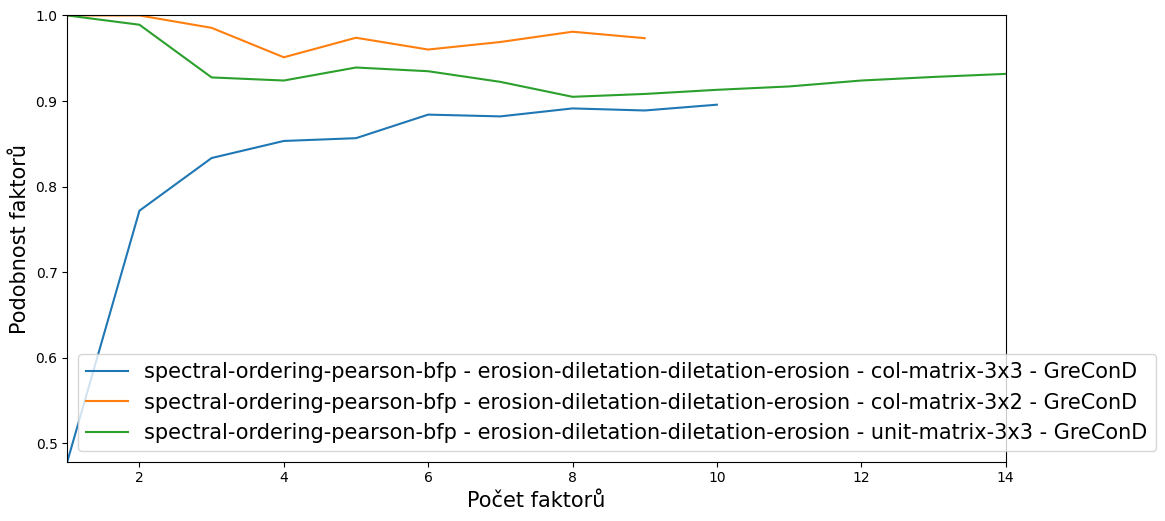 1.0
0.9
0.8
0.7
0.6
0.5
Podobnost faktorů
spectral-ordering-pearson-bfp - erosion-diletation-diletation-erosion - col-matrix-3x3 - GreConD
spectral-ordering-pearson-bfp - erosion-diletation-diletation-erosion - col-matrix-3x2 - GreConD
spectral-ordering-pearson-bfp - erosion-diletation-diletation-erosion - unit-matrix-3x3 - GreConD
2 4 6 8 10 12 14
Počet faktorů